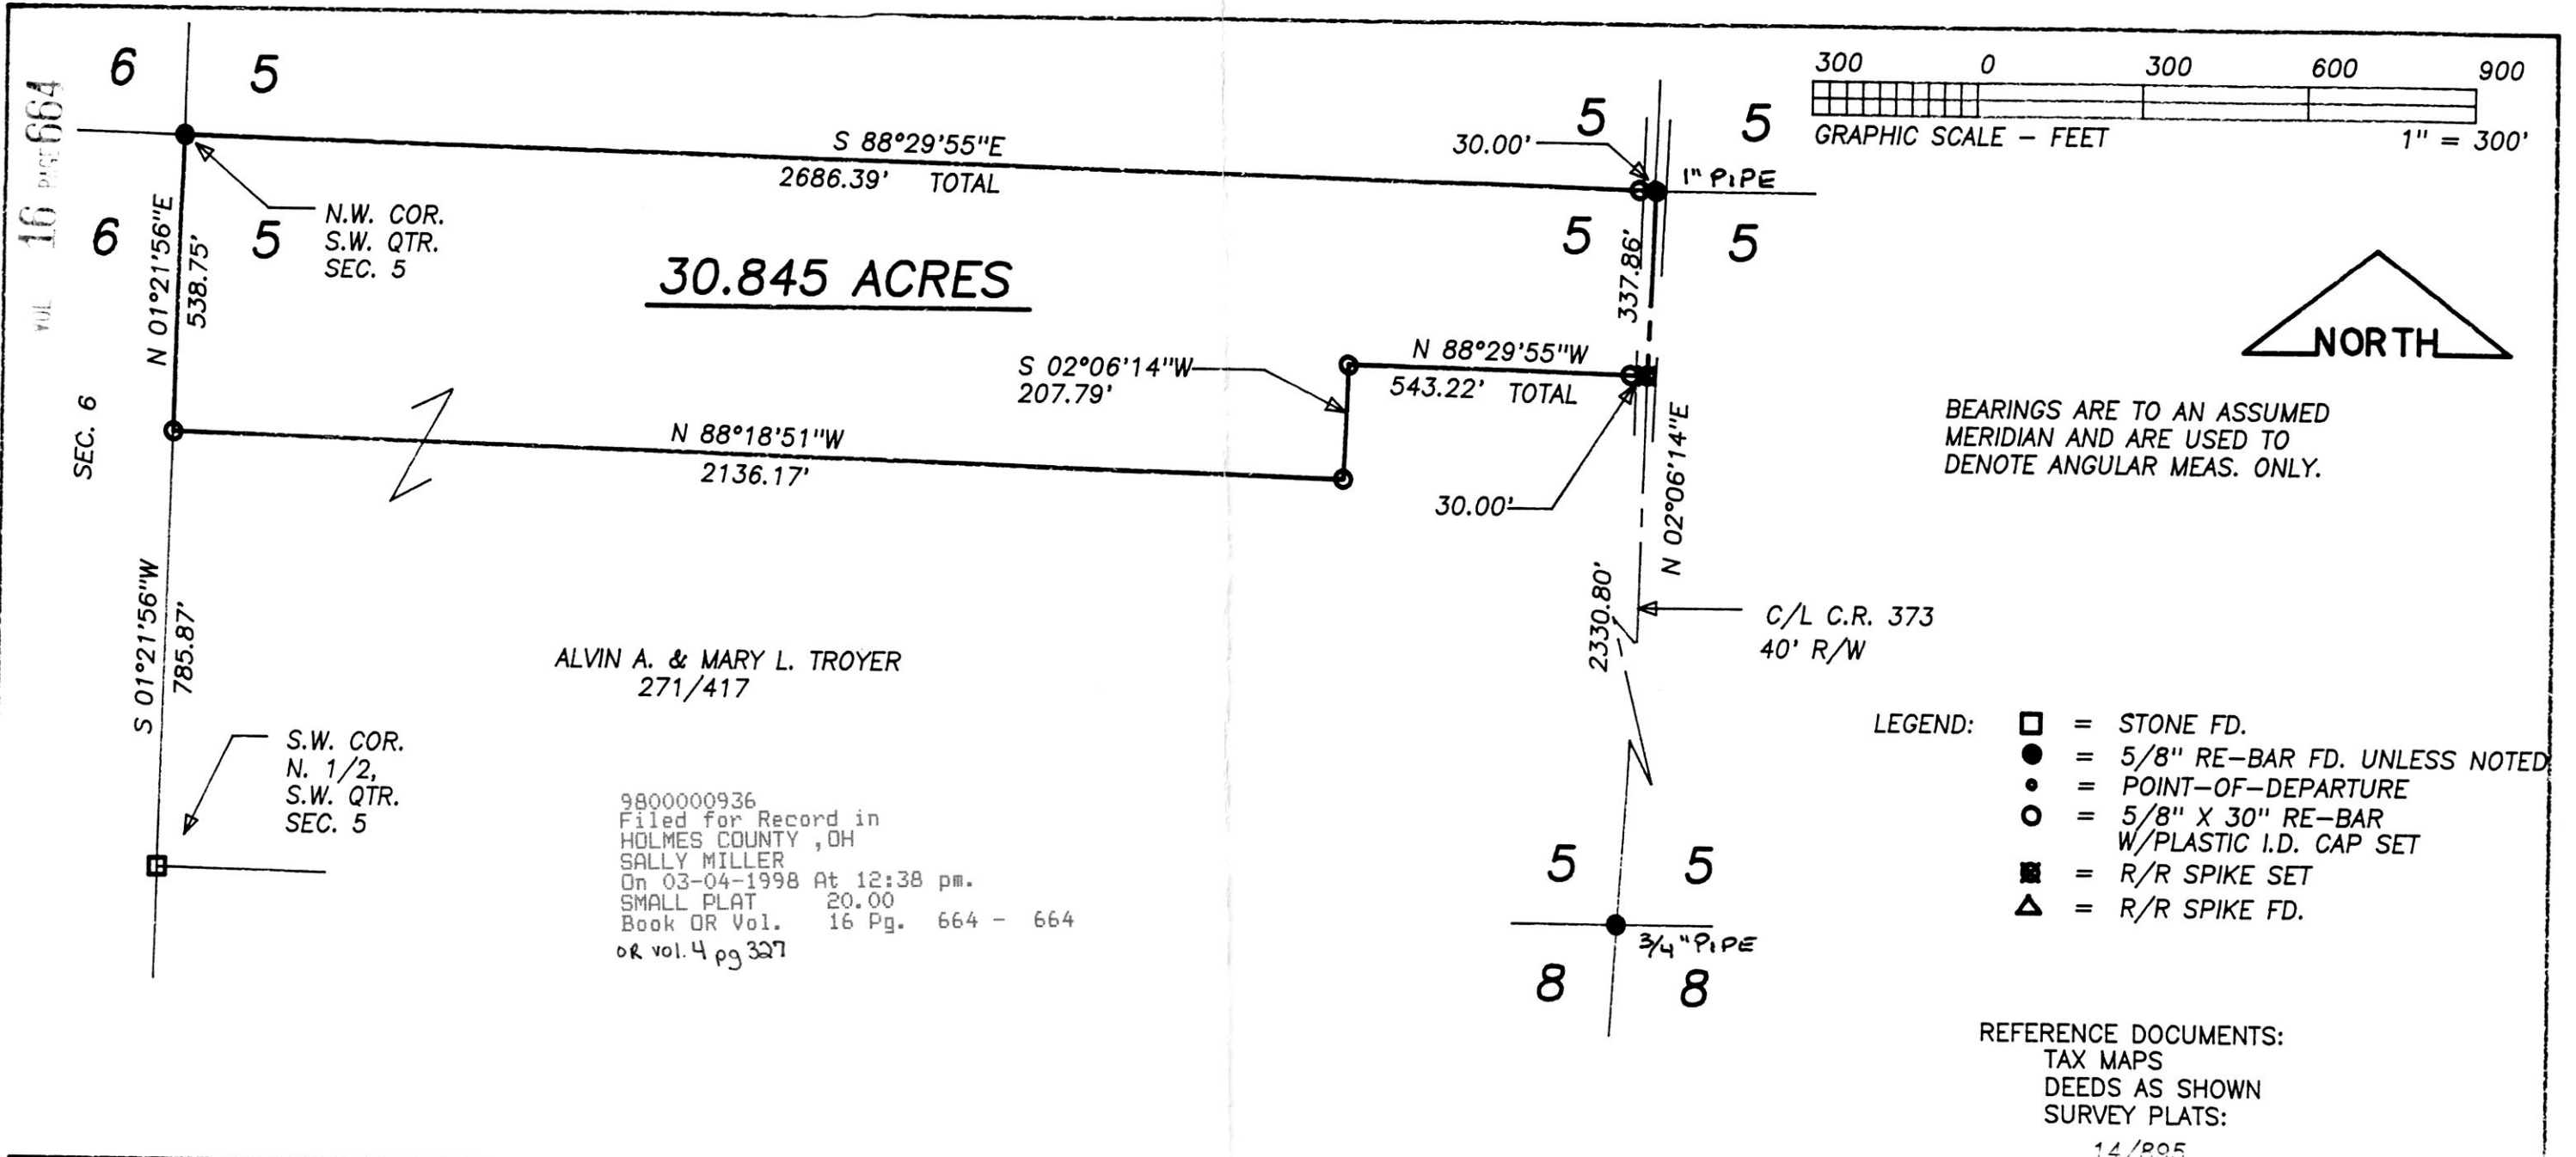 VOL 16 PAGE 664
6
5
6
5
N.W. COR.
S.W. QTR.
SEC. 5
S 88°29'55"E
2686.39' TOTAL
N 01°21'56"E
538.75'
30.845 ACRES
30.00'
5
5
1" PIPE
5
5
337.86'
300 0 300 600 900
GRAPHIC SCALE - FEET
1" = 300'
NORTH
S 02°06'14"W
207.79'
N 88°29'55"W
543.22' TOTAL
30.00'
N 02°06'14"E
2330.80'
BEARINGS ARE TO AN ASSUMED
MERIDIAN AND ARE USED TO
DENOTE ANGULAR MEAS. ONLY.
SEC. 6
N 88°18'51"W
2136.17'
S 01°21'56"W
785.87'
S.W. COR.
N. 1/2,
S.W. QTR.
SEC. 5
ALVIN A. & MARY L. TROYER
271/417
C/L C.R. 373
40' R/W
9800000936
Filed for Record in
HOLMES COUNTY ,OH
SALLY MILLER
On 03-04-1998 At 12:38 pm.
SMALL PLAT 20.00
Book OR Vol. 16 Pg. 664 - 664
OR vol. 4 pg 327
5
5
3/4" PIPE
8
8
LEGEND:
= STONE FD.
= 5/8" RE-BAR FD. UNLESS NOTED
= POINT-OF-DEPARTURE
= 5/8" X 30" RE-BAR
W/PLASTIC I.D. CAP SET
= R/R SPIKE SET
= R/R SPIKE FD.
REFERENCE DOCUMENTS:
TAX MAPS
DEEDS AS SHOWN
SURVEY PLATS:
14/895